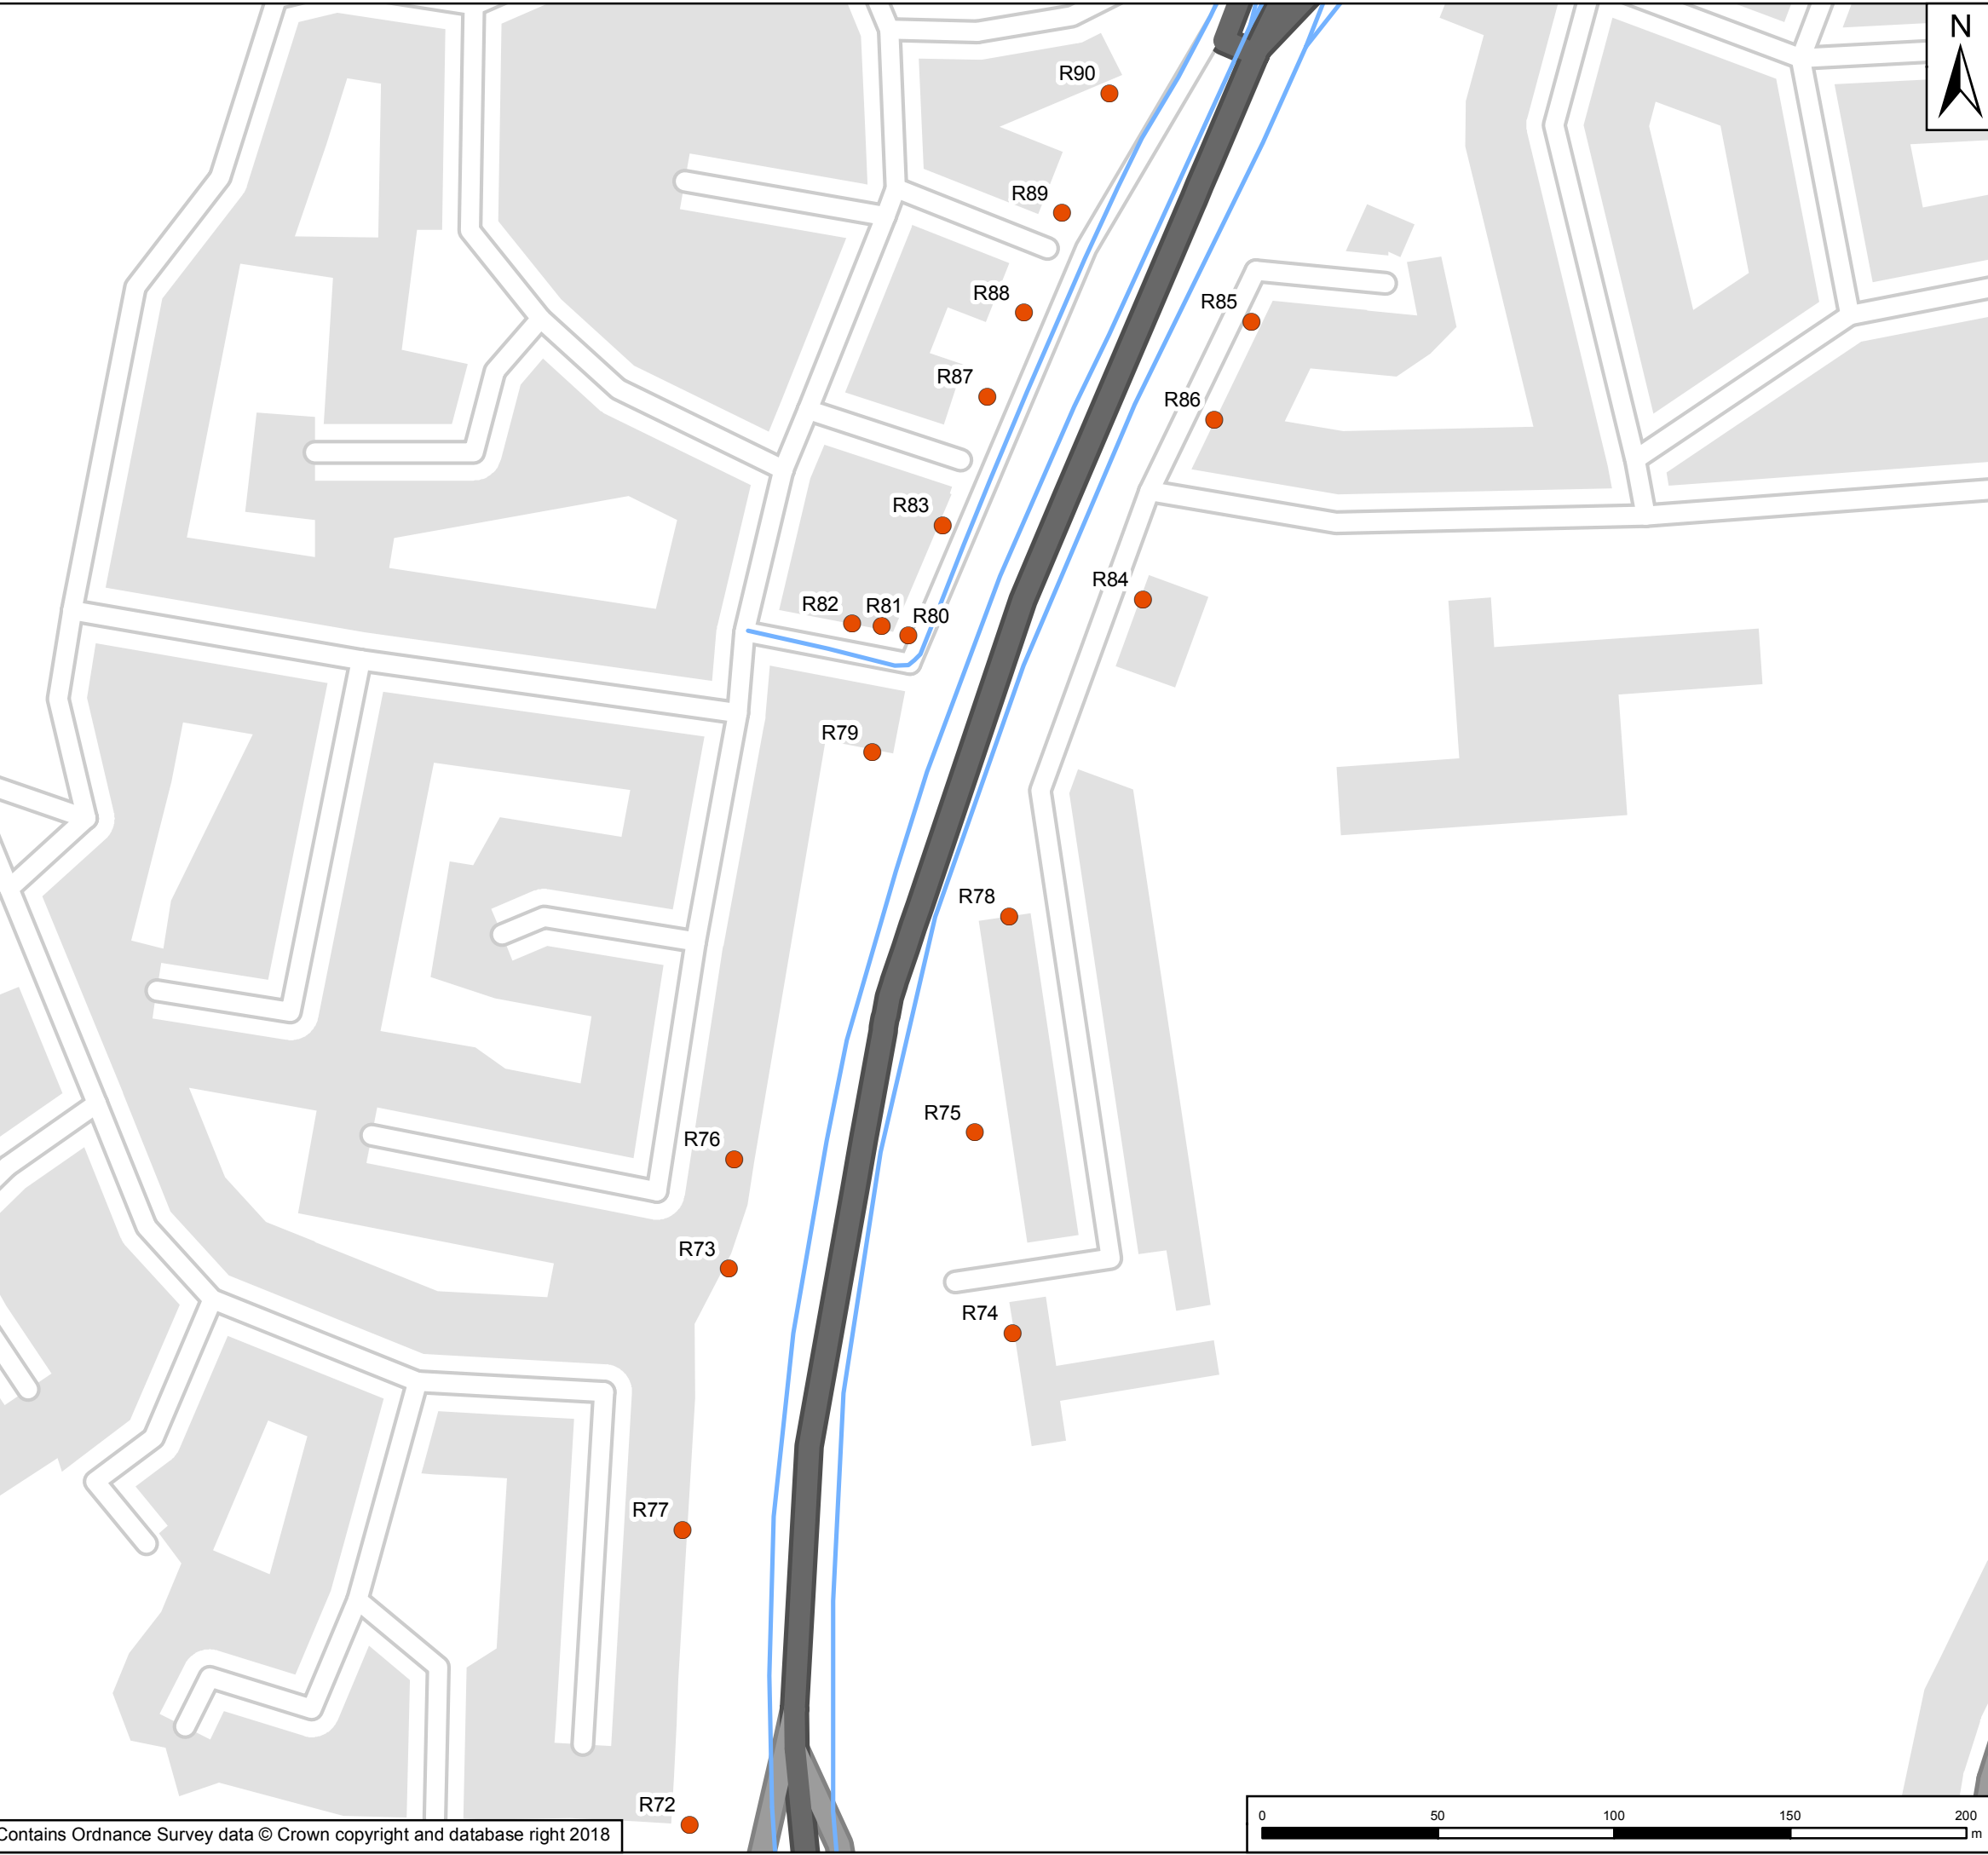 N
R90
R89
R88
R85
R87
R86
R83
R84
R82
R81
R80
R79
R78
R75
R76
R73
R74
R77
R72
Contains Ordnance Survey data © Crown copyright and database right 2018
0 50 100 150 200
m